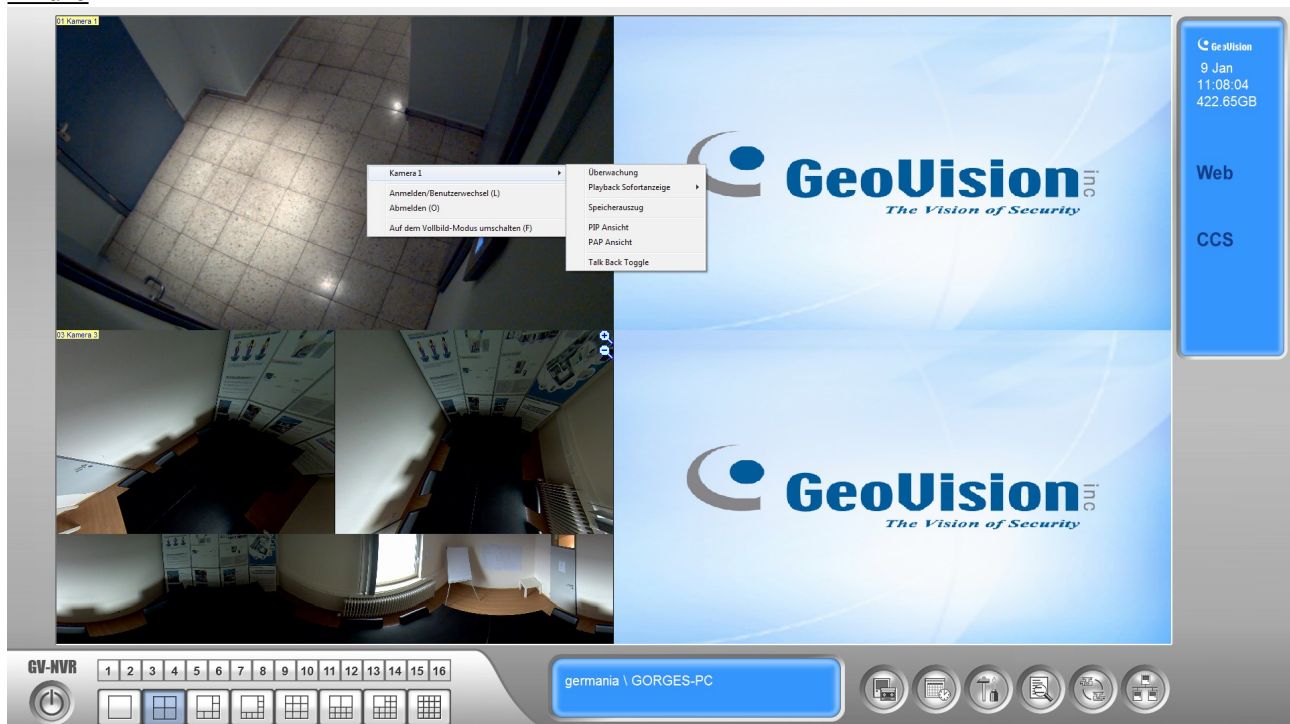 01 Kamera 1
Kamera 1
Anmelden/Benutzerwechsel (L)
Abmelden (O)
Auf dem Vollbild-Modus umschalten (F)
Überwachung
Playback Sofortanzeige
Speicherauszug
PIP Ansicht
PAP Ansicht
Talk Back Toggle
GeoVision inc
The Vision of Security
GeoVision
9 Jan
11:08:04
422.65GB
Web
CCS
03 Kamera 3
GeoVision inc
The Vision of Security
GV-NVR
1 2 3 4 5 6 7 8 9 10 11 12 13 14 15 16
germania \ GORGES-PC